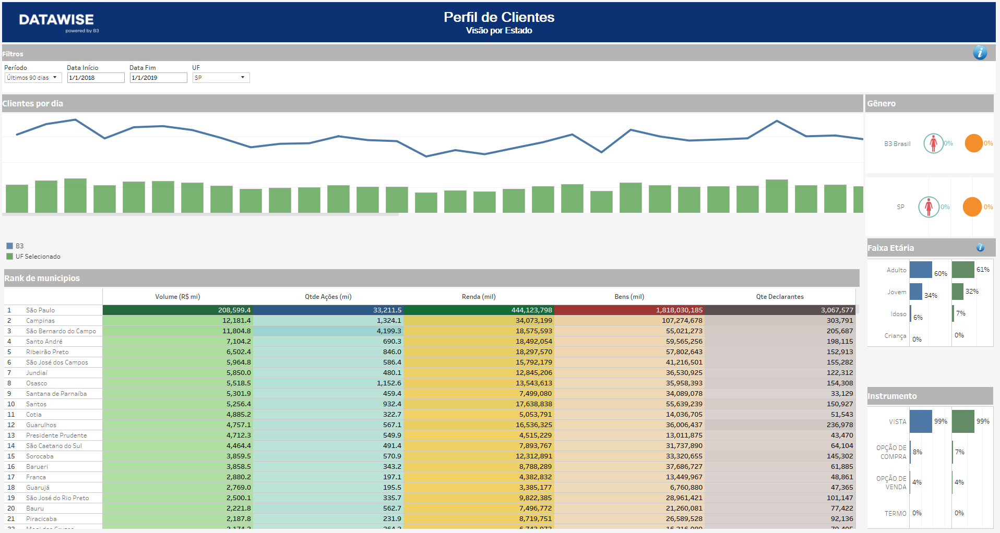 DATAWISE
powered by B3
Perfil de Clientes
Visão por Estado
Filtros
Período Data Início Data Fim UF
Últimos 90 dias 1/1/2018 1/1/2019 SP
Clientes por dia
B3
UF Selecionado
Rank de municipios
Volume (R$ mi) Qtde Ações (mi) Renda (mil) Bens (mil) Qte Declarantes
1 São Paulo 208,599.4 33,211.5 444,123,798 1,818,030,185 3,067,577
2 Campinas 12,181.4 1,324.1 34,073,199 107,274,678 303,791
3 São Bernardo do Campo 11,804.8 4,199.3 18,575,593 55,021,273 205,687
4 Santo André 7,104.2 690.3 18,492,054 59,565,256 198,115
5 Ribeirão Preto 6,502.4 846.0 18,297,570 57,802,643 152,913
6 São José dos Campos 5,964.8 586.4 15,792,179 41,216,501 155,282
7 Jundiaí 5,850.0 480.1 12,845,206 36,530,925 122,312
8 Osasco 5,518.5 1,152.6 13,543,613 35,958,393 154,308
9 Santana de Parnaíba 5,301.9 459.4 7,499,080 34,089,078 33,129
10 Santos 5,256.4 932.4 17,638,838 55,639,239 150,927
11 Cotia 4,885.2 322.7 5,053,791 14,036,705 51,543
12 Guarulhos 4,757.1 567.1 16,536,325 36,006,437 236,978
13 Presidente Prudente 4,712.3 549.9 4,515,229 13,011,875 43,470
14 São Caetano do Sul 4,464.4 491.4 7,893,767 31,737,890 64,104
15 Sorocaba 3,859.5 570.9 12,312,891 33,320,655 145,302
16 Barueri 3,858.5 343.2 8,788,289 37,686,727 61,885
17 Franca 2,880.2 197.1 4,382,832 13,449,967 48,861
18 Guarujá 2,769.0 195.5 3,385,177 6,760,880 47,365
19 São José do Rio Preto 2,500.1 335.7 9,822,385 28,961,421 101,147
20 Bauru 2,221.8 562.7 7,496,772 21,260,081 77,422
21 Piracicaba 2,187.8 231.9 8,719,751 26,589,528 92,136
Gênero
B3 Brasil 0% 0%
SP 0% 0%
Faixa Etária
Adulto 60% 61%
Jovem 34% 32%
Idoso 6% 7%
Criança 0% 0%
Instrumento
VISTA 99% 99%
OPÇÃO DE
COMPRA 8% 7%
OPÇÃO DE
VENDA 4% 4%
TERMO 0% 0%